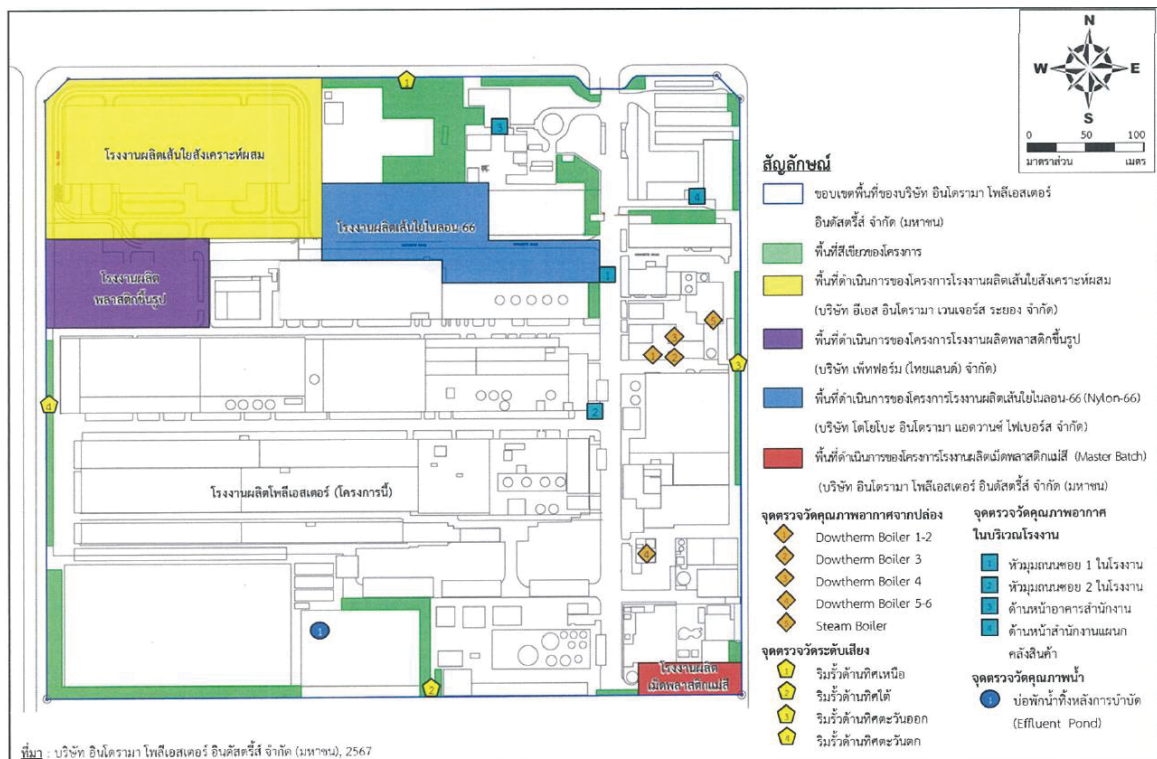 N
W
E
S
0 50 100
มาตราส่วน เมตร
โรงงานผลิตเส้นใยสังเคราะห์ผสม
โรงงานผลิตเส้นใยไนลอน 66
โรงงานผลิต
พลาสติกขึ้นรูป
โรงงานผลิตโพลีเอสเตอร์ (โครงการนี้)
โรงงานผลิต
เม็ดพลาสติกแม่สี
1
3
4
1
5
3
1
2
3
4
2
4
1
2
สัญลักษณ์
ขอบเขตพื้นที่ของบริษัท อินโดรามา โพลีเอสเตอร์
อินดัสตรี้ส์ จำกัด (มหาชน)
พื้นที่สีเขียวของโครงการ
พื้นที่ดำเนินการของโครงการโรงงานผลิตเส้นใยสังเคราะห์ผสม
(บริษัท อีเอส อินโดรามา เวนเจอร์ส ระยอง จำกัด)
พื้นที่ดำเนินการของโครงการโรงงานผลิตพลาสติกขึ้นรูป
(บริษัท เพ็ทฟอร์ม (ไทยแลนด์) จำกัด)
พื้นที่ดำเนินการของโครงการโรงงานผลิตเส้นใยไนลอน-66 (Nylon-66)
(บริษัท โตโยโบะ อินโดรามา แอดวานซ์ ไฟเบอร์ส จำกัด)
พื้นที่ดำเนินการของโครงการโรงงานผลิตเม็ดพลาสติกแม่สี (Master Batch)
(บริษัท อินโดรามา โพลีเอสเตอร์ อินดัสตรี้ส์ จำกัด (มหาชน)
จุดตรวจวัดคุณภาพอากาศจากปล่อง
1 Dowtherm Boiler 1-2
2 Dowtherm Boiler 3
3 Dowtherm Boiler 4
4 Dowtherm Boiler 5-6
5 Steam Boiler
จุดตรวจวัดระดับเสียง
1 ริมรั้วด้านทิศเหนือ
2 ริมรั้วด้านทิศใต้
3 ริมรั้วด้านทิศตะวันออก
4 ริมรั้วด้านทิศตะวันตก
จุดตรวจวัดคุณภาพอากาศ
ในบริเวณโรงงาน
1 หัวมุมถนนซอย 1 ในโรงงาน
2 หัวมุมถนนซอย 2 ในโรงงาน
3 ด้านหน้าอาคารสำนักงาน
4 ด้านหน้าสำนักงานแผนก
คลังสินค้า
จุดตรวจวัดคุณภาพน้ำ
1 บ่อพักน้ำทิ้งหลังการบำบัด
(Effluent Pond)
ที่มา : บริษัท อินโดรามา โพลีเอสเตอร์ อินดัสตรี้ส์ จำกัด (มหาชน), 2567